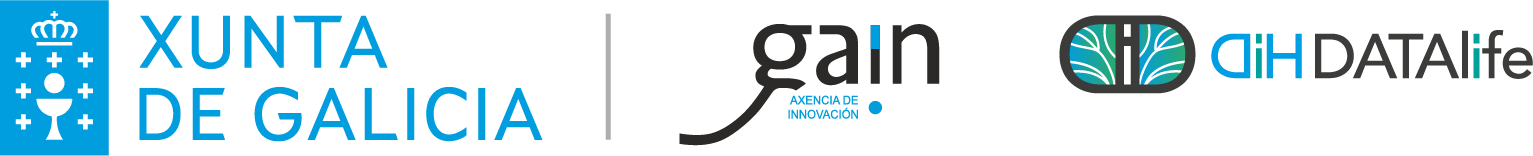 XUNTA
DE GALICIA
gain
AXENCIA DE
INNOVACIÓN
DiH DATAlife